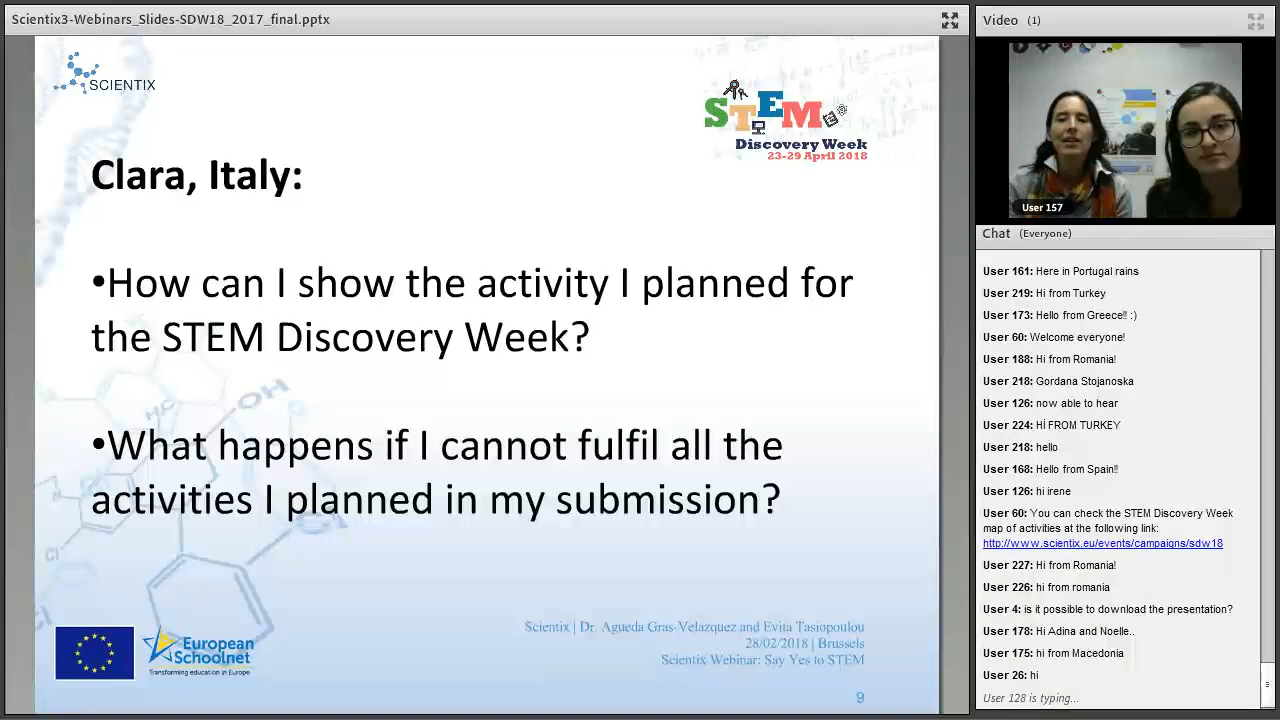 Scientix3-Webinars_Slides-SDW18_2017_final.pptx
SCIENTIX
STEM
Discovery Week
23-29 April 2018
Clara, Italy:
•How can I show the activity I planned for
the STEM Discovery Week?
•What happens if I cannot fulfil all the
activities I planned in my submission?
OH
HC
Cl
European
Schoolnet
Transforming education in Europe
Scientix | Dr. Agueda Gras-Velazquez and Evita Tasiopoulou
28/02/2018 | Brussels
Scientix Webinar: Say Yes to STEM
9
Video (1)
User 157
Chat (Everyone)
User 161: Here in Portugal rains
User 219: Hi from Turkey
User 173: Hello from Greece!! :)
User 60: Welcome everyone!
User 188: Hi from Romania!
User 218: Gordana Stojanoska
User 126: now able to hear
User 224: Hİ FROM TURKEY
User 218: hello
User 168: Hello from Spain!!
User 126: hi irene
User 60: You can check the STEM Discovery Week
map of activities at the following link:
http://www.scientix.eu/events/campaigns/sdw18
User 227: Hi from Romania!
User 226: hi from romania
User 4: is it possible to download the presentation?
User 178: Hi Adina and Noelle..
User 175: hi from Macedonia
User 26: hi
User 128 is typing...